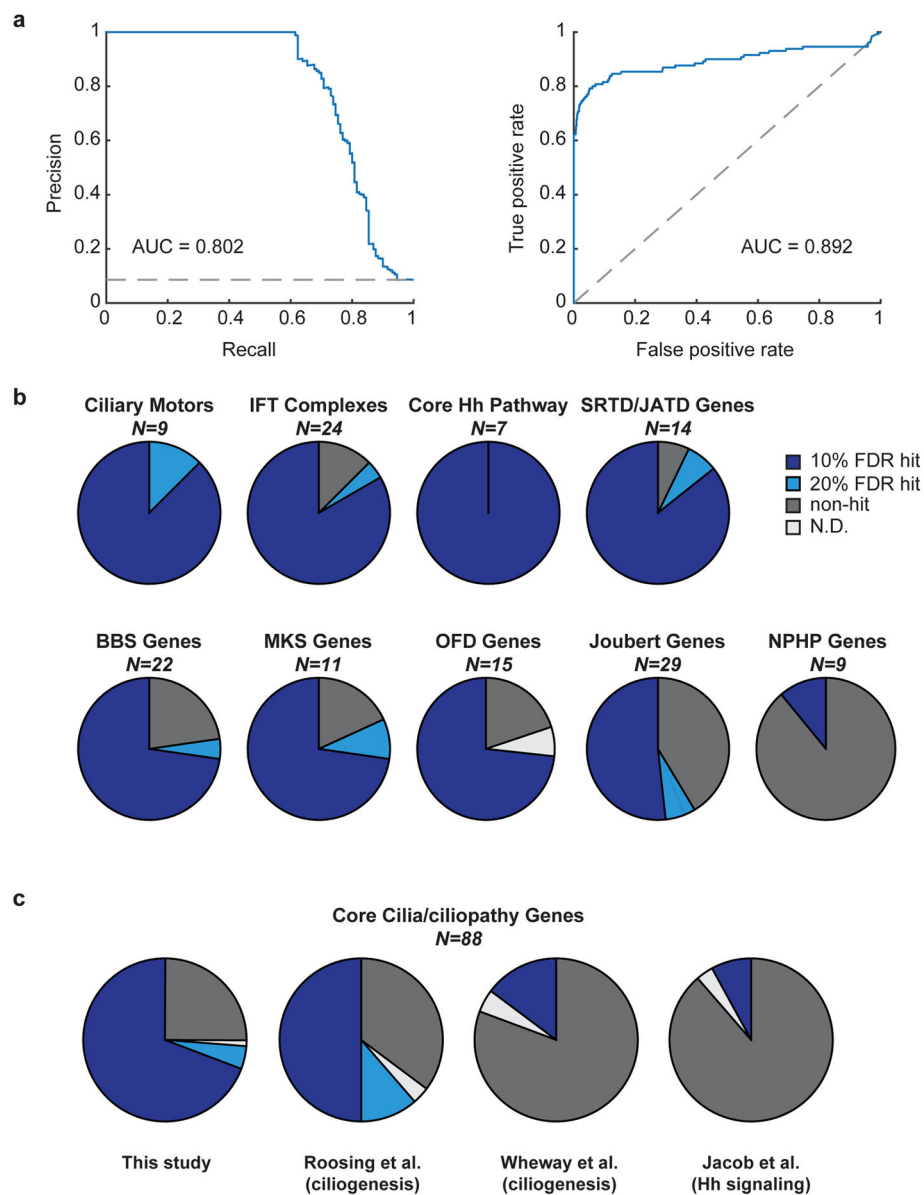 a
1
0.8
0.6
0.4
0.2
0
Precision
AUC = 0.802
0 0.2 0.4 0.6 0.8 1
Recall
1
0.8
0.6
0.4
0.2
0
True positive rate
AUC = 0.892
0 0.2 0.4 0.6 0.8 1
False positive rate
b
Ciliary Motors
N=9
IFT Complexes
N=24
Core Hh Pathway
N=7
SRTD/JATD Genes
N=14
10% FDR hit
20% FDR hit
non-hit
N.D.
BBS Genes
N=22
MKS Genes
N=11
OFD Genes
N=15
Joubert Genes
N=29
NPHP Genes
N=9
c
Core Cilia/ciliopathy Genes
N=88
This study
Roosing et al.
(ciliogenesis)
Wheway et al.
(ciliogenesis)
Jacob et al.
(Hh signaling)